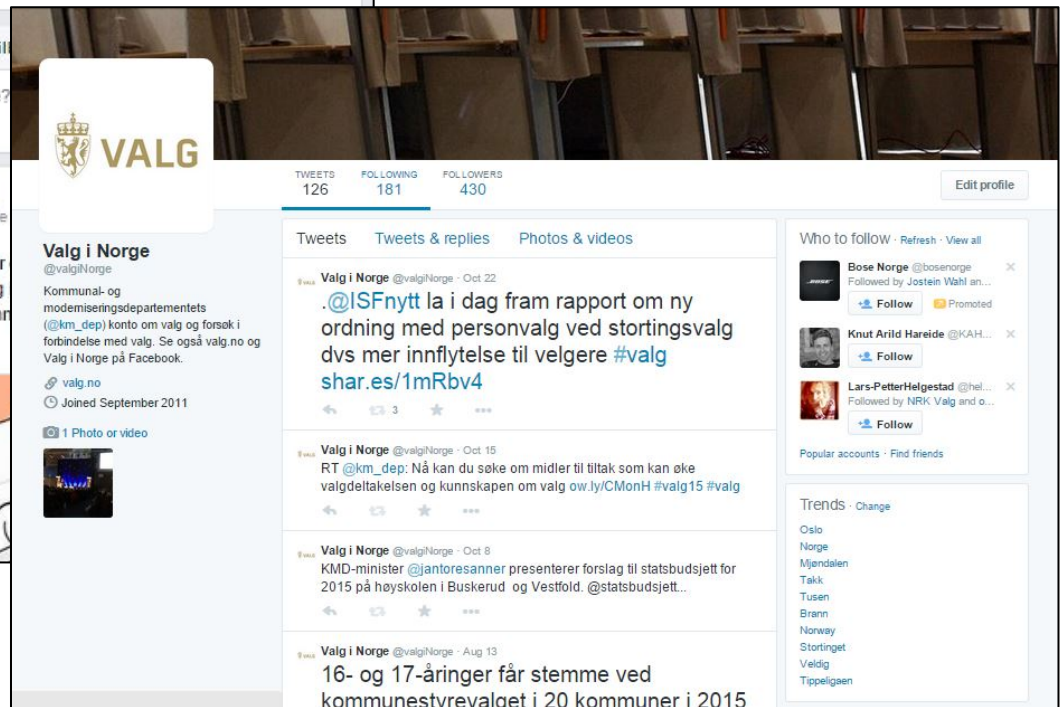 VALG
TWEETS FOLLOWING FOLLOWERS
126 181 430
Edit profile
Valg i Norge
@valgiNorge
Kommunal- og
moderniseringsdepartementets
(@km_dep) konto om valg og forsøk i
forbindelse med valg. Se også valg.no og
Valg i Norge på Facebook.
valg.no
Joined September 2011
1 Photo or video
Tweets Tweets & replies Photos & videos
Valg i Norge @valgiNorge · Oct 22
.@ISFnytt la i dag fram rapport om ny
ordning med personvalg ved stortingsvalg
dvs mer innflytelse til velgere #valg
shar.es/1mRbv4
3
Valg i Norge @valgiNorge · Oct 15
RT @km_dep: Nå kan du søke om midler til tiltak som kan øke
valgdeltakelsen og kunnskapen om valg ow.ly/CMonH #valg15 #valg
Valg i Norge @valgiNorge · Oct 8
KMD-minister @jantoresanner presenterer forslag til statsbudsjett for
2015 på høyskolen i Buskerud og Vestfold. @statsbudsjett...
Valg i Norge @valgiNorge · Aug 13
16- og 17-åringer får stemme ved
kommunestyrevalget i 20 kommuner i 2015
Who to follow · Refresh · View all
BOSE
Bose Norge @bosenorge
Followed by Jostein Wahl an...
Follow Promoted
Knut Arild Hareide @KAH...
Follow
Lars-PetterHelgestad @hel...
Followed by NRK Valg and o...
Follow
Popular accounts · Find friends
Trends · Change
Oslo
Norge
Mjøndalen
Takk
Tusen
Brann
Norway
Stortinget
Veldig
Tippeligaen